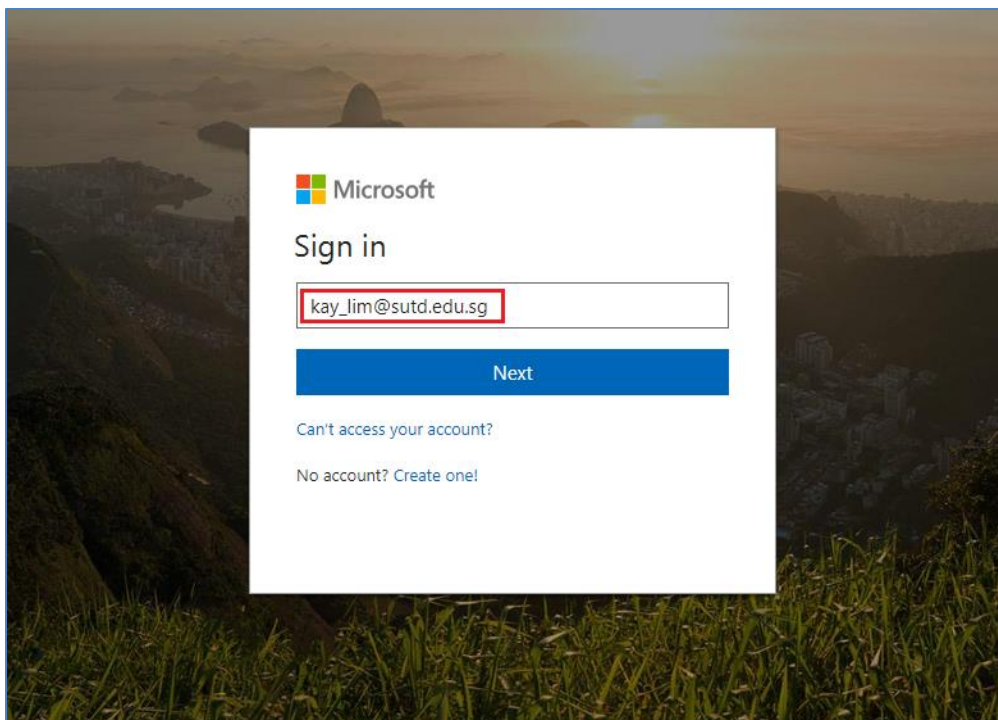 Microsoft
Sign in
kay_lim@sutd.edu.sg
Next
Can't access your account?
No account? Create one!